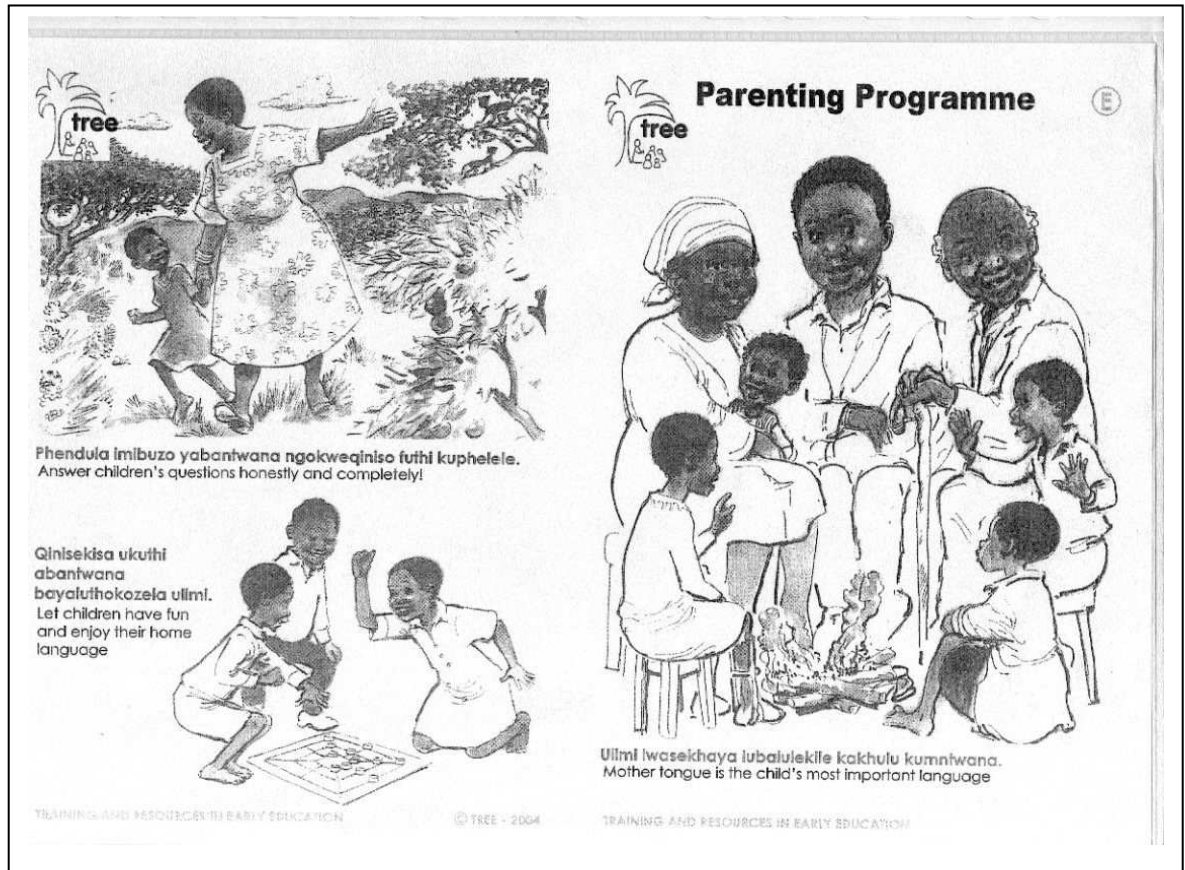 tree
Phendula imibuzo yabantwana ngokweqiniso futhi kuphelele.
Answer children's questions honestly and completely!
Qinisekisa ukuthi
abantwana
bayaluthokozela ulimi.
Let children have fun
and enjoy their home
language
TRAINING AND RESOURCES IN EARLY EDUCATION
© TREE - 2004
Parenting Programme
E
tree
Ulimi lwasekhaya lubalulekile kakhulu kumntwana.
Mother tongue is the child's most important language
TRAINING AND RESOURCES IN EARLY EDUCATION